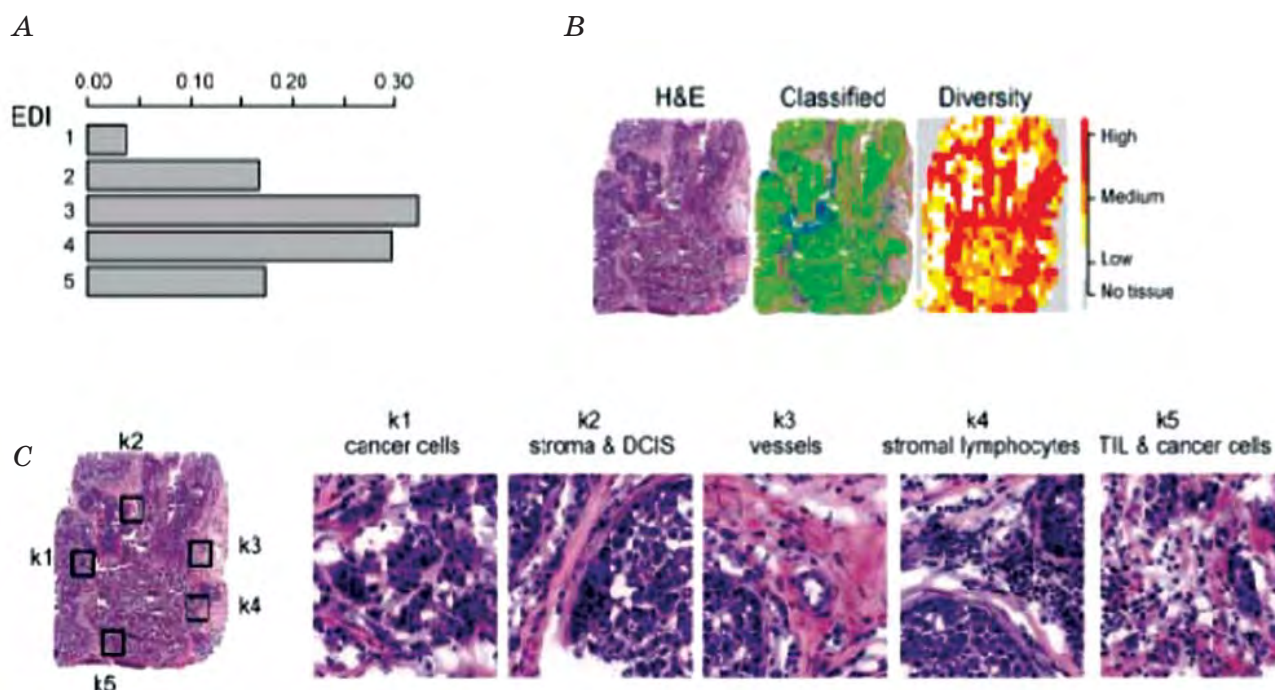 A
0.00 0.10 0.20 0.30
EDI
1
2
3
4
5
B
H&E Classified Diversity
High
Medium
Low
No tissue
C
k2
k1
k3
k4
k5
k1
cancer cells
k2
stroma & DCIS
k3
vessels
k4
stromal lymphocytes
k5
TIL & cancer cells